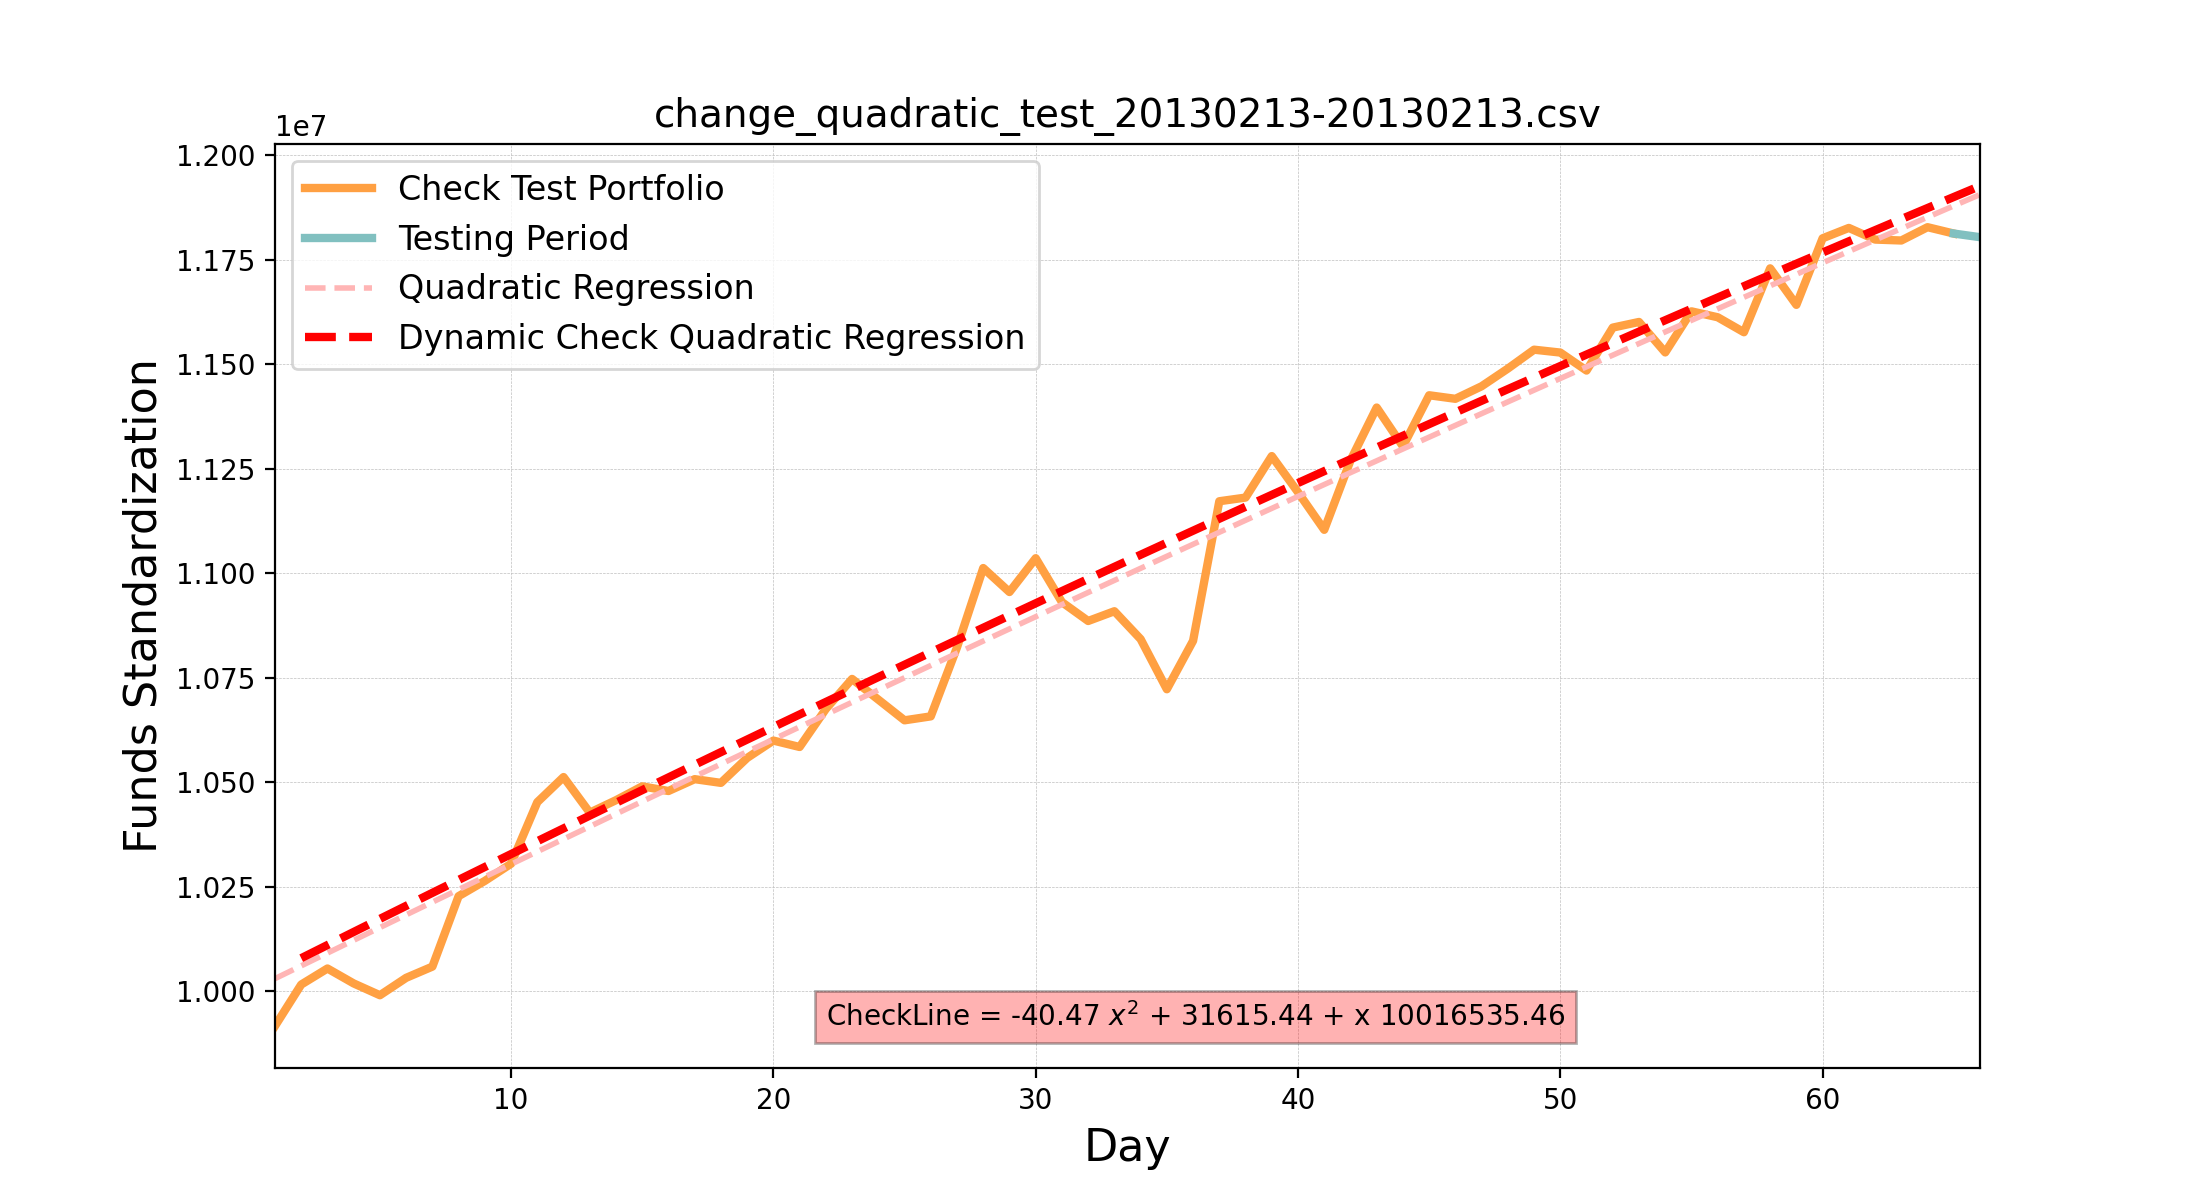 change_quadratic_test_20130213-20130213.csv
1e7
1.200
1.175
1.150
1.125
1.100
1.075
1.050
1.025
1.000
Funds Standardization
Check Test Portfolio
Testing Period
Quadratic Regression
Dynamic Check Quadratic Regression
CheckLine = -40.47 x² + 31615.44 + x 10016535.46
10 20 30 40 50 60
Day